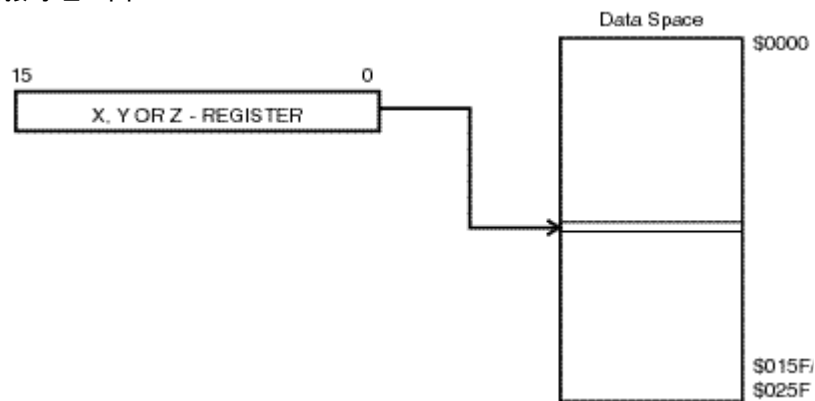 Data Space
$0000
15 0
X, Y OR Z - REGISTER
$015F/
$025F